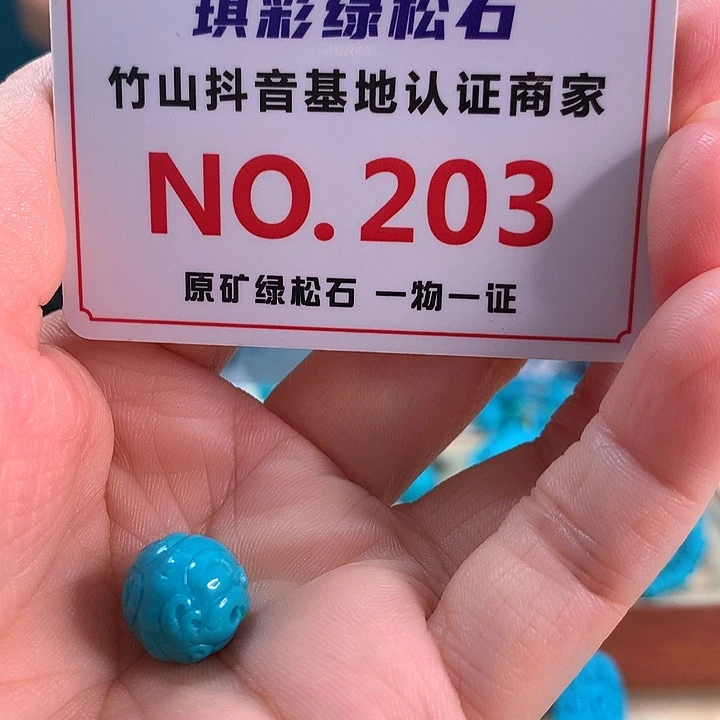 琪彩绿松石
竹山抖音基地认证商家
NO.203
原矿绿松石 一物一证